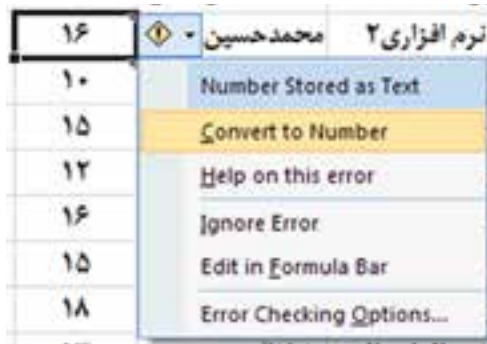 نرم افزاری۲ محمدحسین ۱۶
۱۰
Number Stored as Text
۱۵
Convert to Number
۱۲
Help on this error
۱۶
Ignore Error
۱۵
Edit in Formula Bar
۱۸
Error Checking Options...